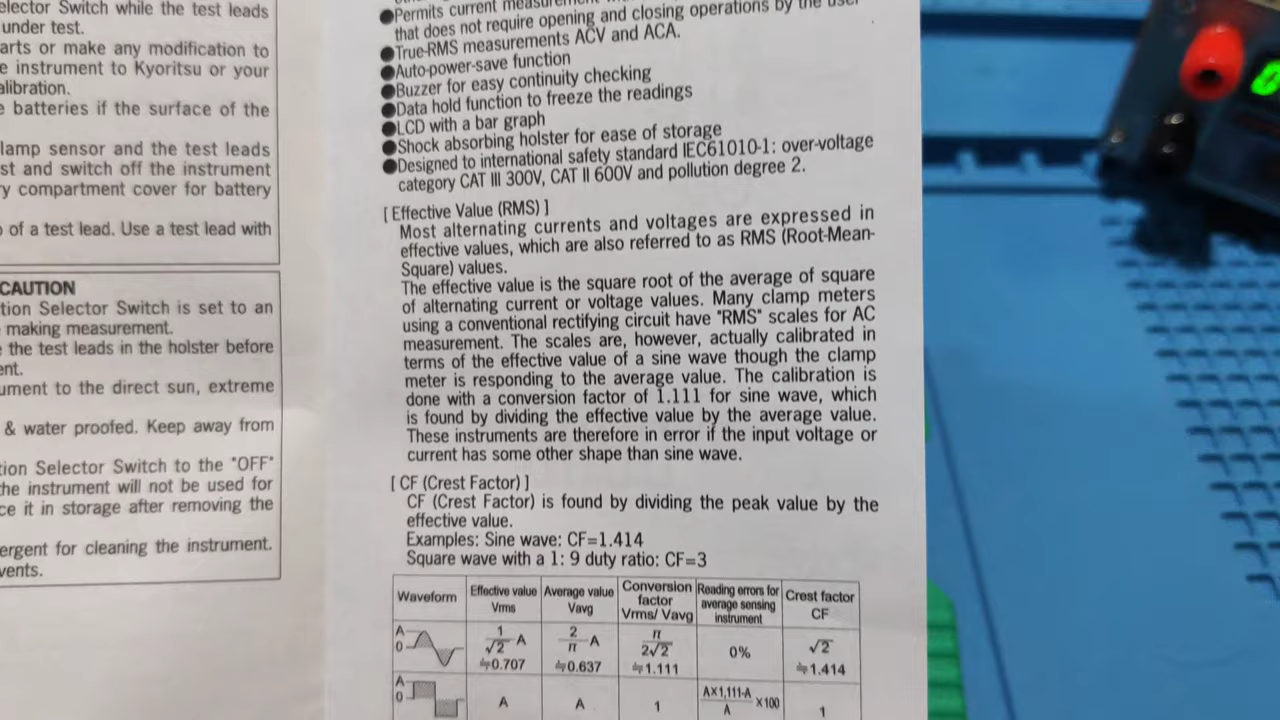 elector Switch while the test leads
under test.
arts or make any modification to
e instrument to Kyoritsu or your
alibration.
e batteries if the surface of the
lamp sensor and the test leads
st and switch off the instrument
ry compartment cover for battery
of a test lead. Use a test lead with
CAUTION
tion Selector Switch is set to an
making measurement.
the test leads in the holster before
ent.
ument to the direct sun, extreme
& water proofed. Keep away from
tion Selector Switch to the "OFF"
the instrument will not be used for
ce it in storage after removing the
ergent for cleaning the instrument.
vents.
●Permits current
that does not require opening and closing operations by the user
●True-RMS measurements ACV and ACA.
●Auto-power-save function
●Buzzer for easy continuity checking
●Data hold function to freeze the readings
●LCD with a bar graph
●Shock absorbing holster for ease of storage
●Designed to international safety standard IEC61010-1: over-voltage
category CAT III 300V, CAT II 600V and pollution degree 2.
[ Effective Value (RMS) ]
Most alternating currents and voltages are expressed in
effective values, which are also referred to as RMS (Root-Mean-
Square) values.
The effective value is the square root of the average of square
of alternating current or voltage values. Many clamp meters
using a conventional rectifying circuit have "RMS" scales for AC
measurement. The scales are, however, actually calibrated in
terms of the effective value of a sine wave though the clamp
meter is responding to the average value. The calibration is
done with a conversion factor of 1.111 for sine wave, which
is found by dividing the effective value by the average value.
These instruments are therefore in error if the input voltage or
current has some other shape than sine wave.
[ CF (Crest Factor) ]
CF (Crest Factor) is found by dividing the peak value by the
effective value.
Examples: Sine wave: CF=1.414
Square wave with a 1: 9 duty ratio: CF=3
Waveform Effective value Vrms Average value Vavg Conversion factor Vrms/ Vavg Reading errors for average sensing instrument Crest factor CF
A 0 1/√2 A ≒0.707 2/π A ≒0.637 π/2√2 ≒1.111 0% √2 ≒1.414
A 0 A A 1 A×1,111-A/A ×100 1